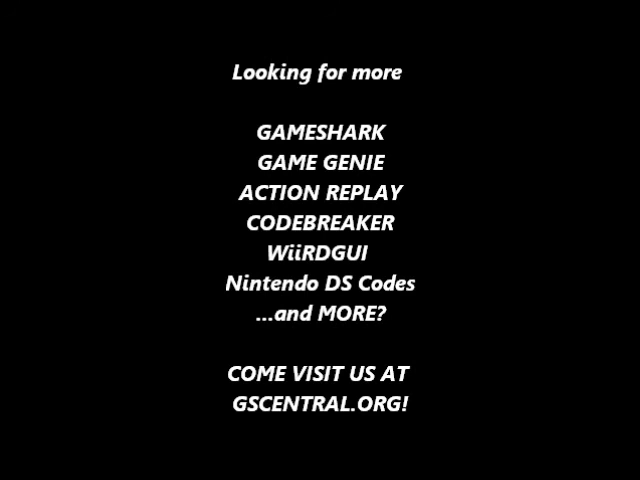 Looking for more
GAMESHARK
GAME GENIE
ACTION REPLAY
CODEBREAKER
WiiRDGUI
Nintendo DS Codes
...and MORE?
COME VISIT US AT
GSCENTRAL.ORG!